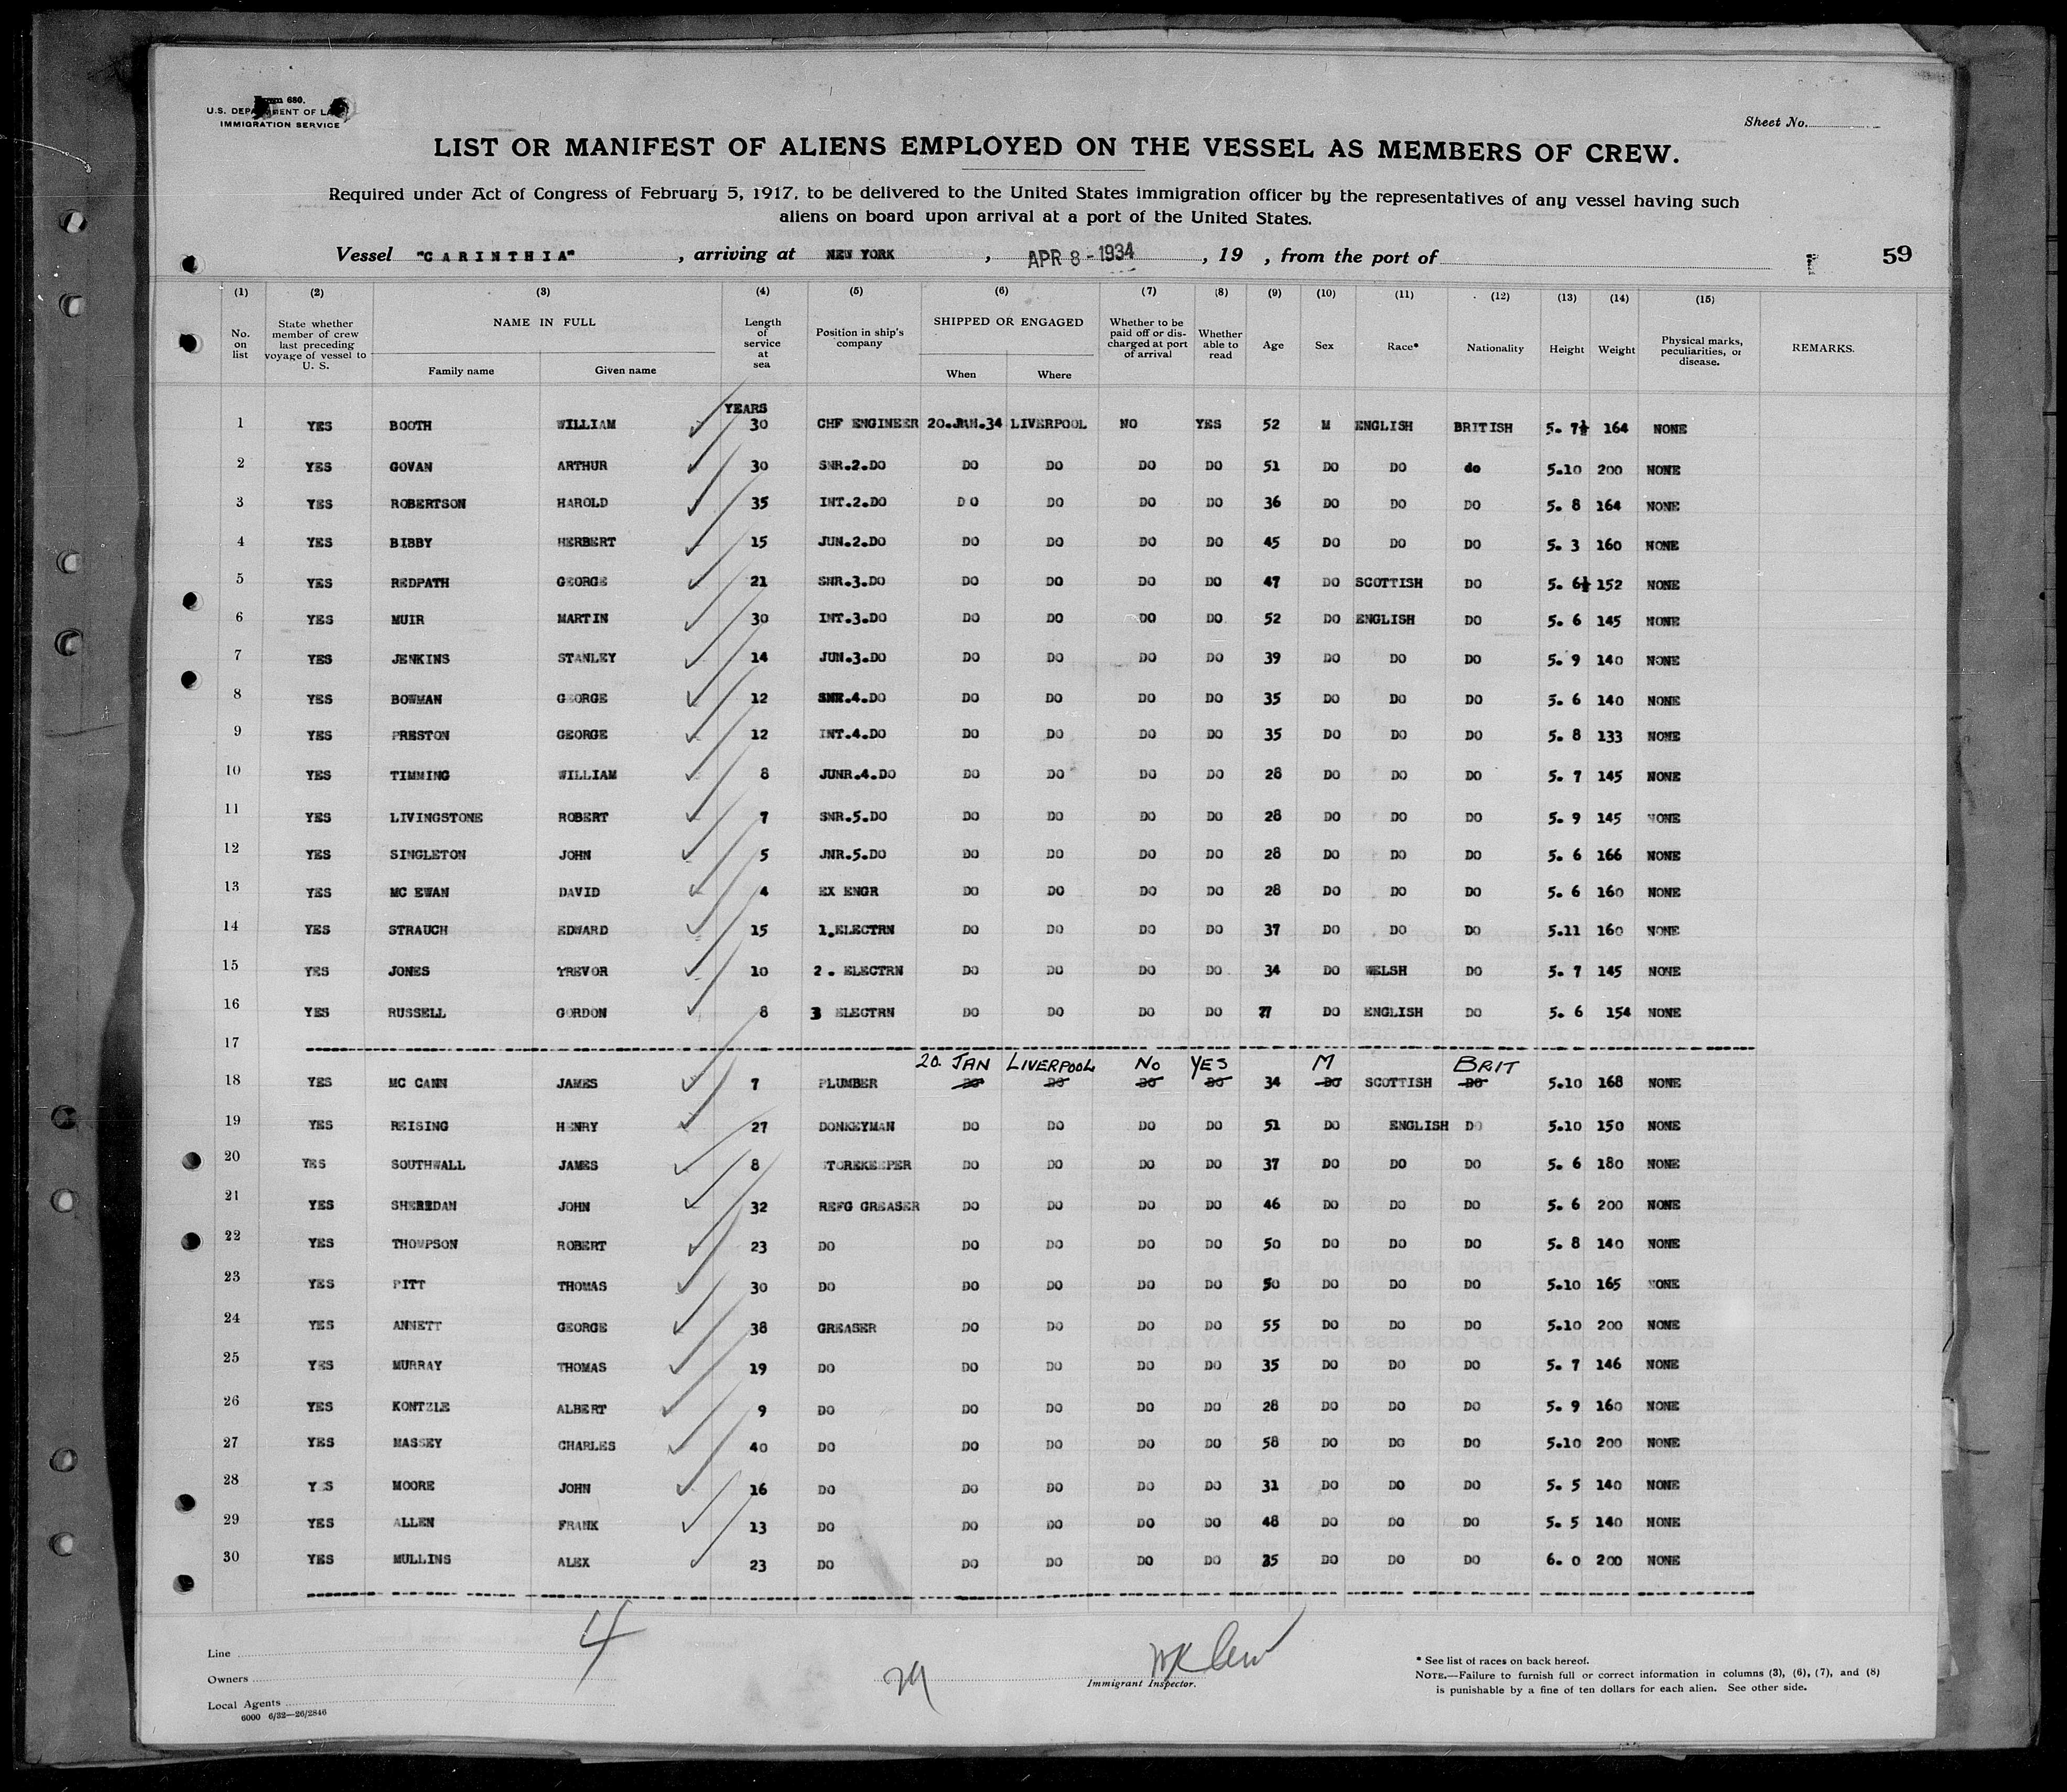 Form 680.
U.S. DEPARTMENT OF LABOR
IMMIGRATION SERVICE
Sheet No.
LIST OR MANIFEST OF ALIENS EMPLOYED ON THE VESSEL AS MEMBERS OF CREW.
Required under Act of Congress of February 5, 1917, to be delivered to the United States immigration officer by the representatives of any vessel having such
aliens on board upon arrival at a port of the United States.
Vessel "CARINTHIA", arriving at NEW YORK, APR 8-1934, 19 , from the port of 59
(1) (2) (3) (4) (5) (6) (7) (8) (9) (10) (11) (12) (13) (14) (15)
No. on list State whether member of crew last preceding voyage of vessel to U. S. NAME IN FULL Family name Given name Length of service at sea Position in ship's company SHIPPED OR ENGAGED When Where Whether to be paid off or discharged at port of arrival Whether able to read Age Sex Race* Nationality Height Weight Physical marks, peculiarities, or disease. REMARKS.
YEARS
1 YES BOOTH WILLIAM 30 CHF ENGINEER 20.JAN.34 LIVERPOOL NO YES 52 M ENGLISH BRITISH 5. 7½ 164 NONE
2 YES GOVAN ARTHUR 30 SNR.2.DO DO DO DO DO 51 DO DO do 5.10 200 NONE
3 YES ROBERTSON HAROLD 35 INT.2.DO DO DO DO DO 36 DO DO DO 5. 8 164 NONE
4 YES BIBBY HERBERT 15 JUN.2.DO DO DO DO DO 45 DO DO DO 5. 3 160 NONE
5 YES REDPATH GEORGE 21 SNR.3.DO DO DO DO DO 47 DO SCOTTISH DO 5. 6½ 152 NONE
6 YES MUIR MARTIN 30 INT.3.DO DO DO DO DO 52 DO ENGLISH DO 5. 6 145 NONE
7 YES JENKINS STANLEY 14 JUN.3.DO DO DO DO DO 39 DO DO DO 5. 9 140 NONE
8 YES BOWMAN GEORGE 12 SNR.4.DO DO DO DO DO 35 DO DO DO 5. 6 140 NONE
9 YES PRESTON GEORGE 12 INT.4.DO DO DO DO DO 35 DO DO DO 5. 8 133 NONE
10 YES TIMMING WILLIAM 8 JUNR.4.DO DO DO DO DO 28 DO DO DO 5. 7 145 NONE
11 YES LIVINGSTONE ROBERT 7 SNR.5.DO DO DO DO DO 28 DO DO DO 5. 9 145 NONE
12 YES SINGLETON JOHN 5 JNR.5.DO DO DO DO DO 28 DO DO DO 5. 6 166 NONE
13 YES MC EWAN DAVID 4 EX ENGR DO DO DO DO 28 DO DO DO 5. 6 160 NONE
14 YES STRAUCH EDWARD 15 1.ELECTRN DO DO DO DO 37 DO DO DO 5.11 160 NONE
15 YES JONES TREVOR 10 2. ELECTRN DO DO DO DO 34 DO WELSH DO 5. 7 145 NONE
16 YES RUSSELL GORDON 8 3 ELECTRN DO DO DO DO 27 DO ENGLISH DO 5. 6 154 NONE
17
20. JAN LIVERPOOL No YES M BRIT
18 YES MC CANN JAMES 7 PLUMBER DO DO DO DO 34 DO SCOTTISH DO 5.10 168 NONE
19 YES REISING HENRY 27 DONKEYMAN DO DO DO DO 51 DO ENGLISH DO 5.10 150 NONE
20 YES SOUTHWALL JAMES 8 STOREKEEPER DO DO DO DO 37 DO DO DO 5. 6 180 NONE
21 YES SHERIDAN JOHN 32 REFG GREASER DO DO DO DO 46 DO DO DO 5. 6 200 NONE
22 YES THOMPSON ROBERT 23 DO DO DO DO DO 50 DO DO DO 5. 8 140 NONE
23 YES PITT THOMAS 30 DO DO DO DO DO 50 DO DO DO 5.10 165 NONE
24 YES ANNETT GEORGE 38 GREASER DO DO DO DO 55 DO DO DO 5.10 200 NONE
25 YES MURRAY THOMAS 19 DO DO DO DO DO 35 DO DO DO 5. 7 146 NONE
26 YES KONTZLE ALBERT 9 DO DO DO DO DO 28 DO DO DO 5. 9 160 NONE
27 YES MASSEY CHARLES 40 DO DO DO DO DO 58 DO DO DO 5.10 200 NONE
28 YES MOORE JOHN 16 DO DO DO DO DO 31 DO DO DO 5. 5 140 NONE
29 YES ALLEN FRANK 13 DO DO DO DO DO 48 DO DO DO 5. 5 140 NONE
30 YES MULLINS ALEX 23 DO DO DO DO DO 35 DO DO DO 6. 0 200 NONE
4
Line
Owners
Local Agents
6000 6/32—26/2846
29
Immigrant Inspector.
* See list of races on back hereof.
NOTE.—Failure to furnish full or correct information in columns (3), (6), (7), and (8)
is punishable by a fine of ten dollars for each alien. See other side.